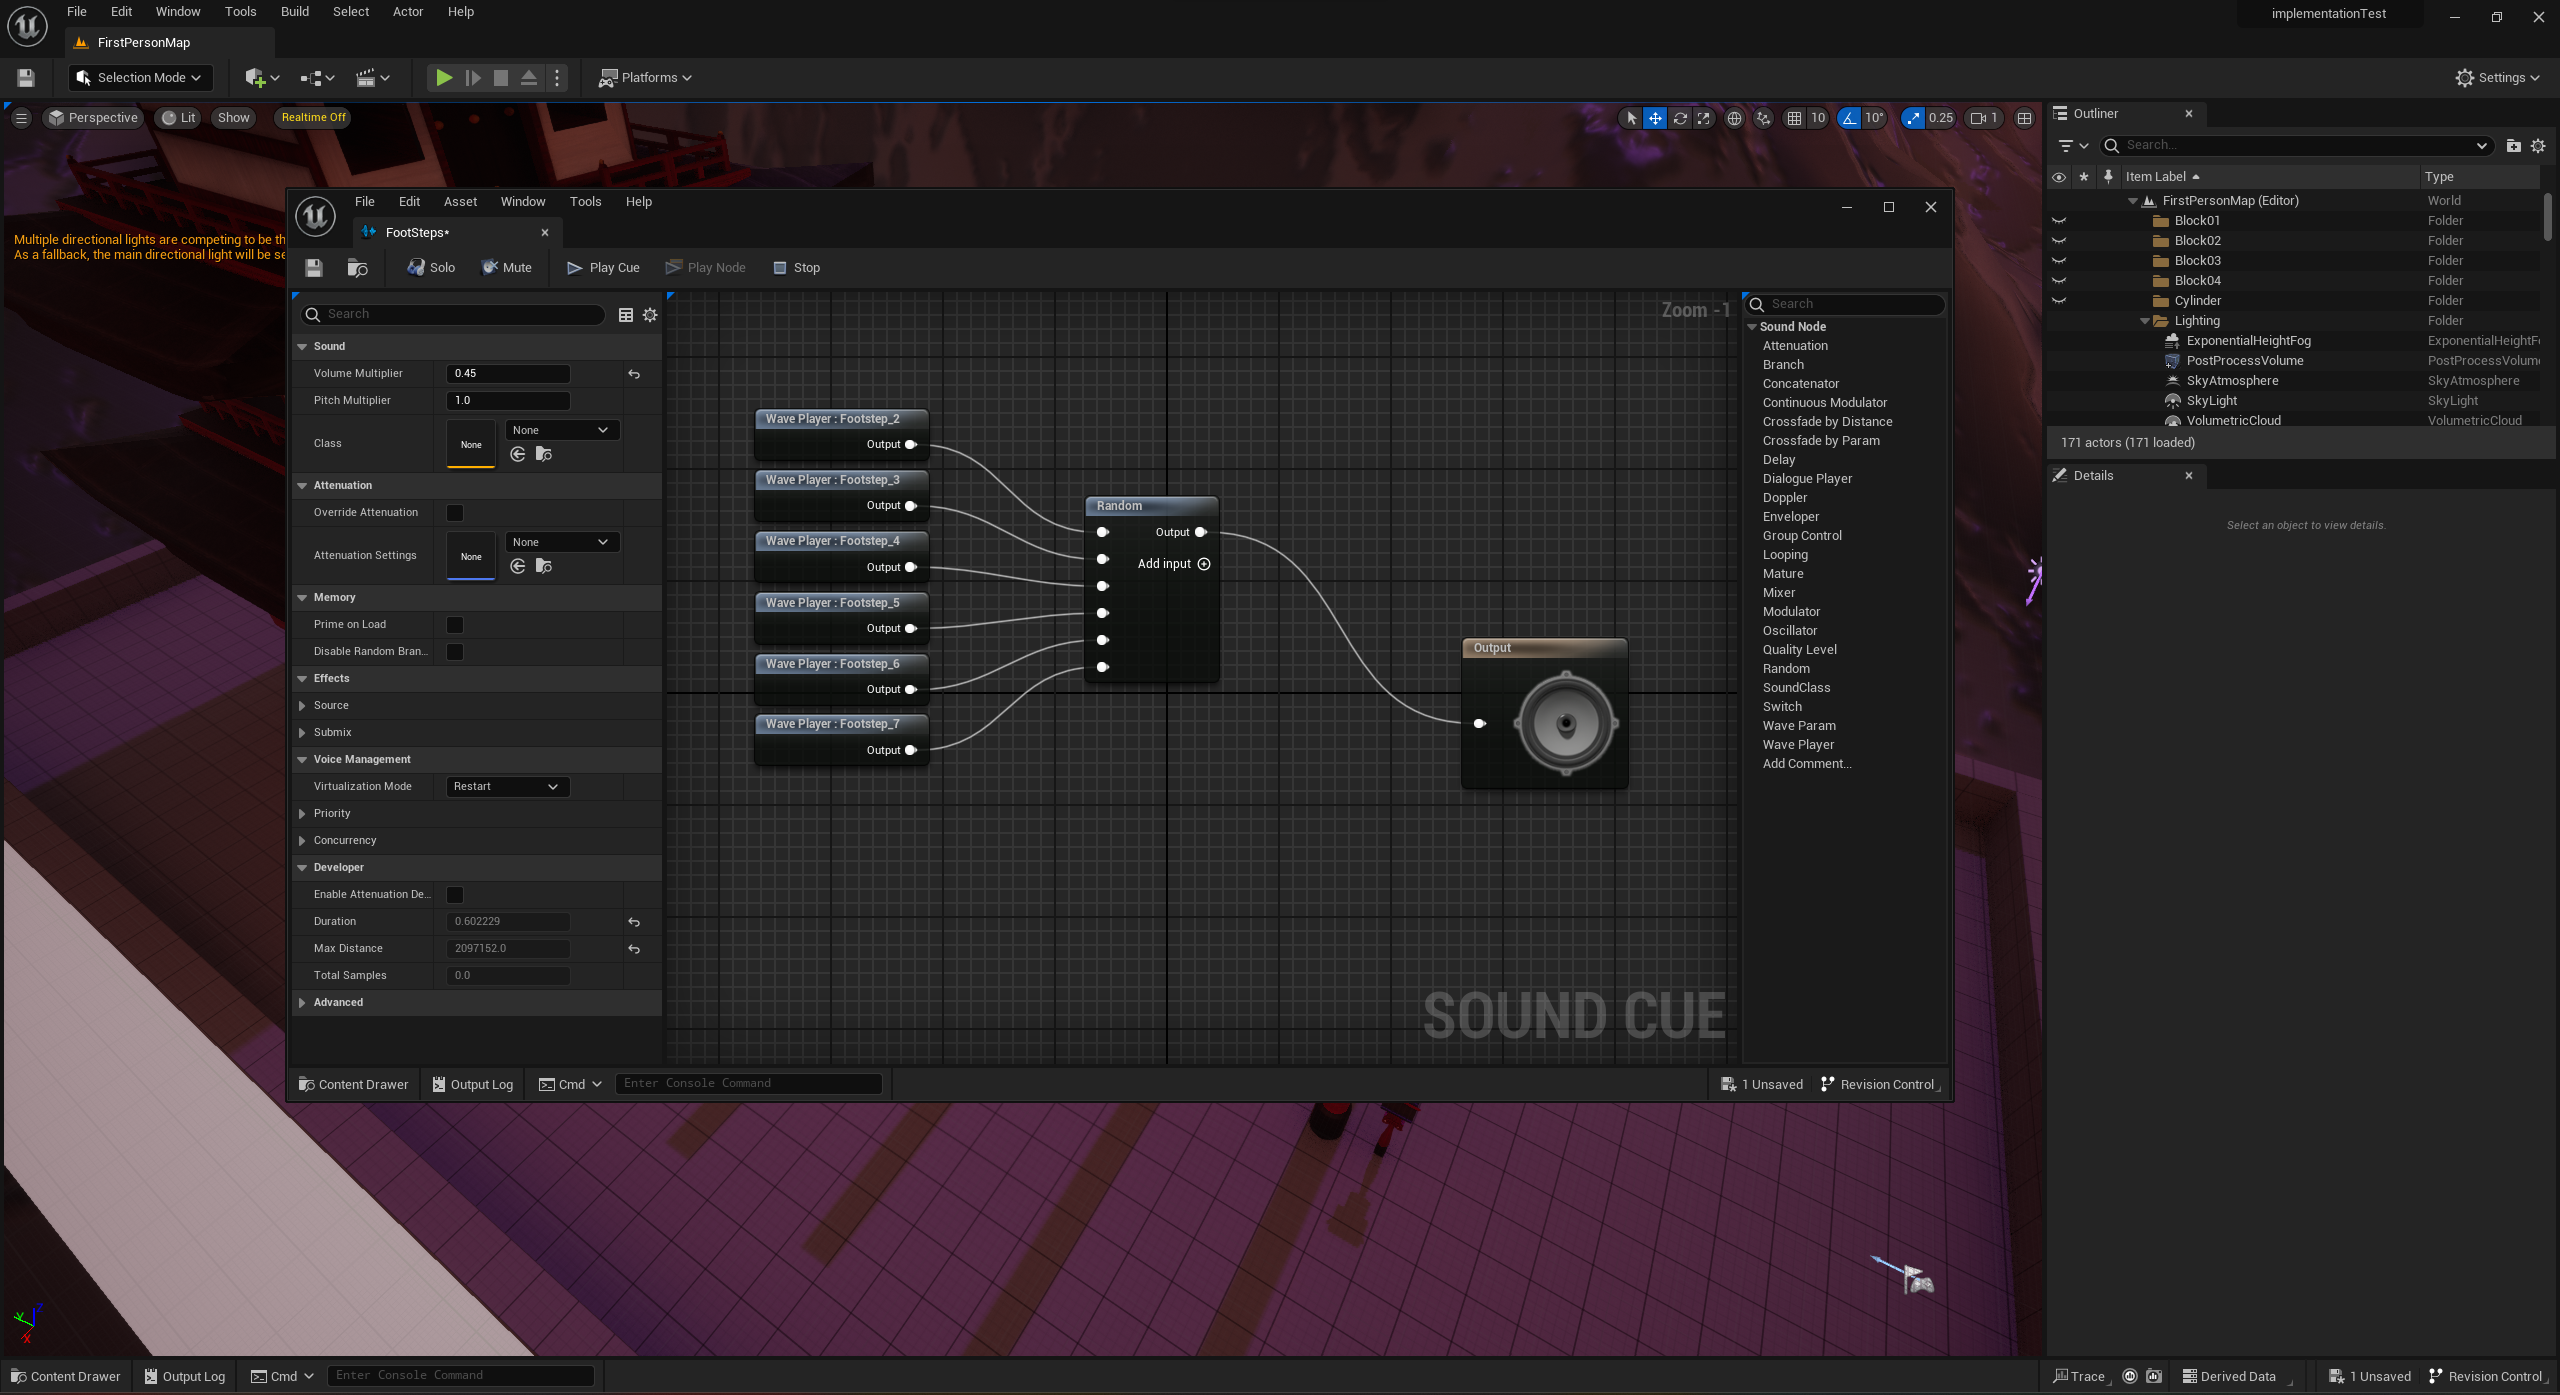 File Edit Window Tools Build Select Actor Help
implementationTest
FirstPersonMap
Selection Mode
Platforms
Settings
Perspective Lit Show Realtime Off
10 10° 0.25 1
Multiple directional lights are competing to be th
As a fallback, the main directional light will be se
File Edit Asset Window Tools Help
FootSteps*
Solo Mute Play Cue Play Node Stop
Search
Sound
Volume Multiplier 0.45
Pitch Multiplier 1.0
Class None None
Attenuation
Override Attenuation
Attenuation Settings None None
Memory
Prime on Load
Disable Random Bran...
Effects
Source
Submix
Voice Management
Virtualization Mode Restart
Priority
Concurrency
Developer
Enable Attenuation De...
Duration 0.602229
Max Distance 2097152.0
Total Samples 0.0
Advanced
Zoom -1
Wave Player : Footstep_2
Output
Wave Player : Footstep_3
Output
Wave Player : Footstep_4
Output
Wave Player : Footstep_5
Output
Wave Player : Footstep_6
Output
Wave Player : Footstep_7
Output
Random
Output
Add input
Output
SOUND CUE
Search
Sound Node
Attenuation
Branch
Concatenator
Continuous Modulator
Crossfade by Distance
Crossfade by Param
Delay
Dialogue Player
Doppler
Enveloper
Group Control
Looping
Mature
Mixer
Modulator
Oscillator
Quality Level
Random
SoundClass
Switch
Wave Param
Wave Player
Add Comment...
Content Drawer Output Log Cmd Enter Console Command
1 Unsaved Revision Control
Outliner
Search...
Item Label Type
FirstPersonMap (Editor) World
Block01 Folder
Block02 Folder
Block03 Folder
Block04 Folder
Cylinder Folder
Lighting Folder
ExponentialHeightFog ExponentialHeightFo
PostProcessVolume PostProcessVolume
SkyAtmosphere SkyAtmosphere
SkyLight SkyLight
VolumetricCloud VolumetricCloud
171 actors (171 loaded)
Details
Select an object to view details.
Z
Y
X
Content Drawer Output Log Cmd Enter Console Command
Trace Derived Data 1 Unsaved Revision Control